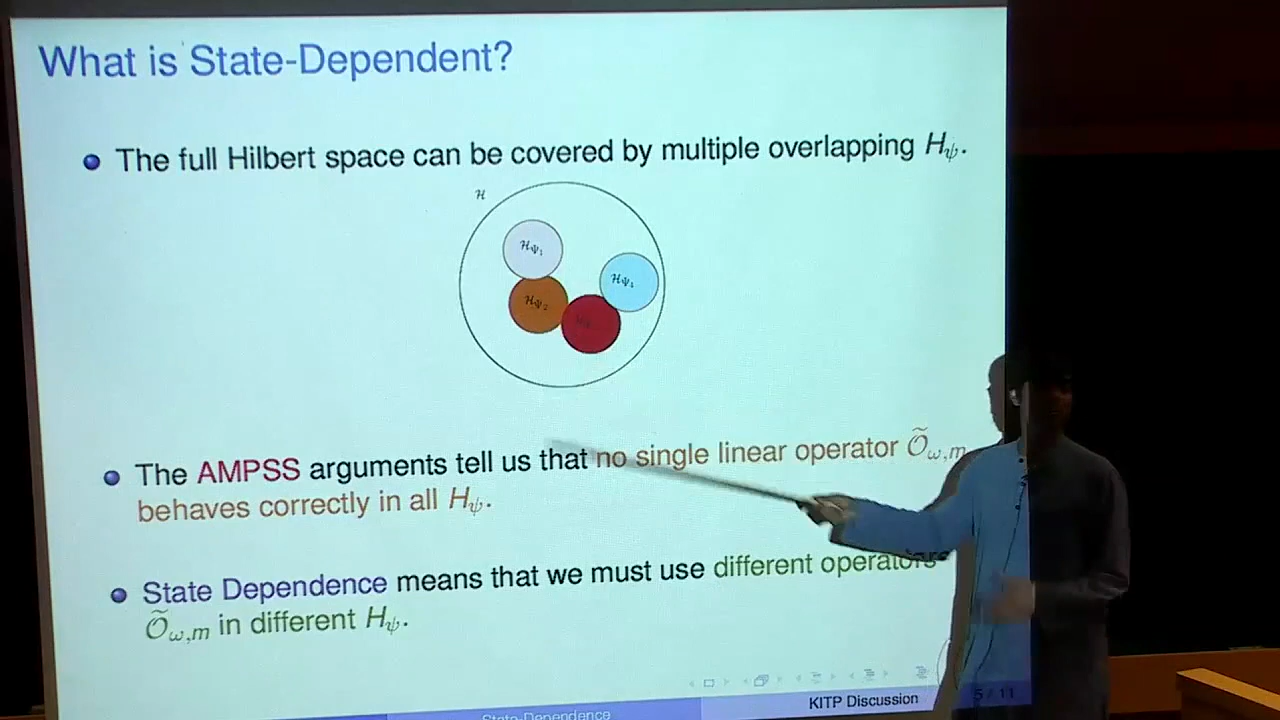 What is State-Dependent?
The full Hilbert space can be covered by multiple overlapping H_ψ.
ℋ
ℋ_Ψ₁
ℋ_Ψ₂
The AMPSS arguments tell us that no single linear operator Õ_ω,m
behaves correctly in all H_ψ.
State Dependence means that we must use different operators
Õ_ω,m in different H_ψ.
State-Dependence
KITP Discussion
5 / 11